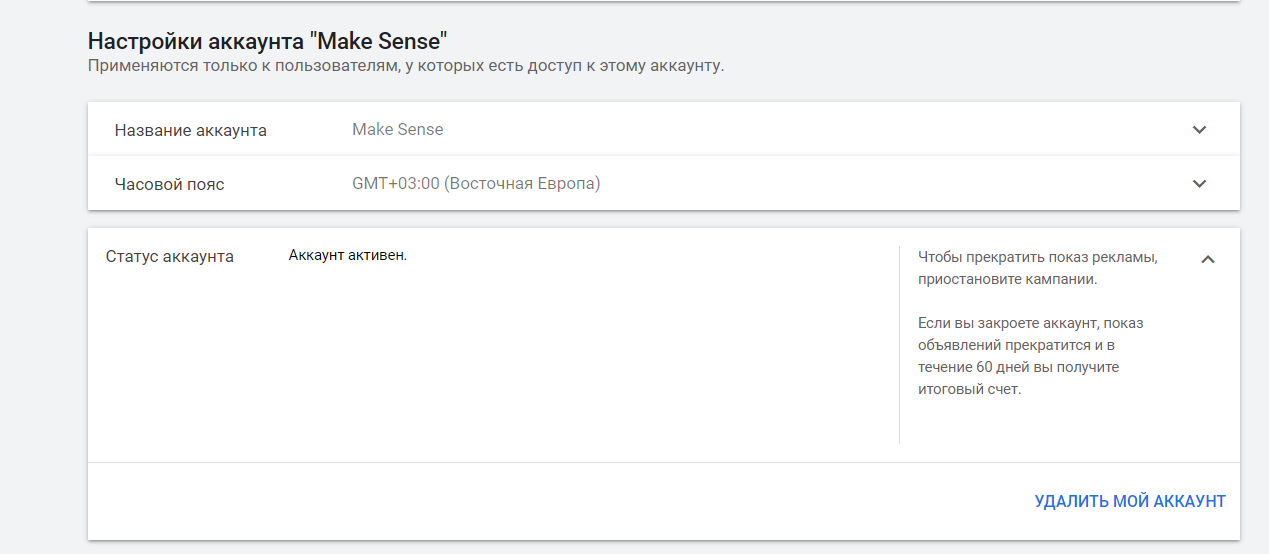 Настройки аккаунта "Make Sense"
Применяются только к пользователям, у которых есть доступ к этому аккаунту.
Название аккаунта Make Sense
Часовой пояс GMT+03:00 (Восточная Европа)
Статус аккаунта Аккаунт активен.
Чтобы прекратить показ рекламы,
приостановите кампании.
Если вы закроете аккаунт, показ
объявлений прекратится и в
течение 60 дней вы получите
итоговый счет.
УДАЛИТЬ МОЙ АККАУНТ